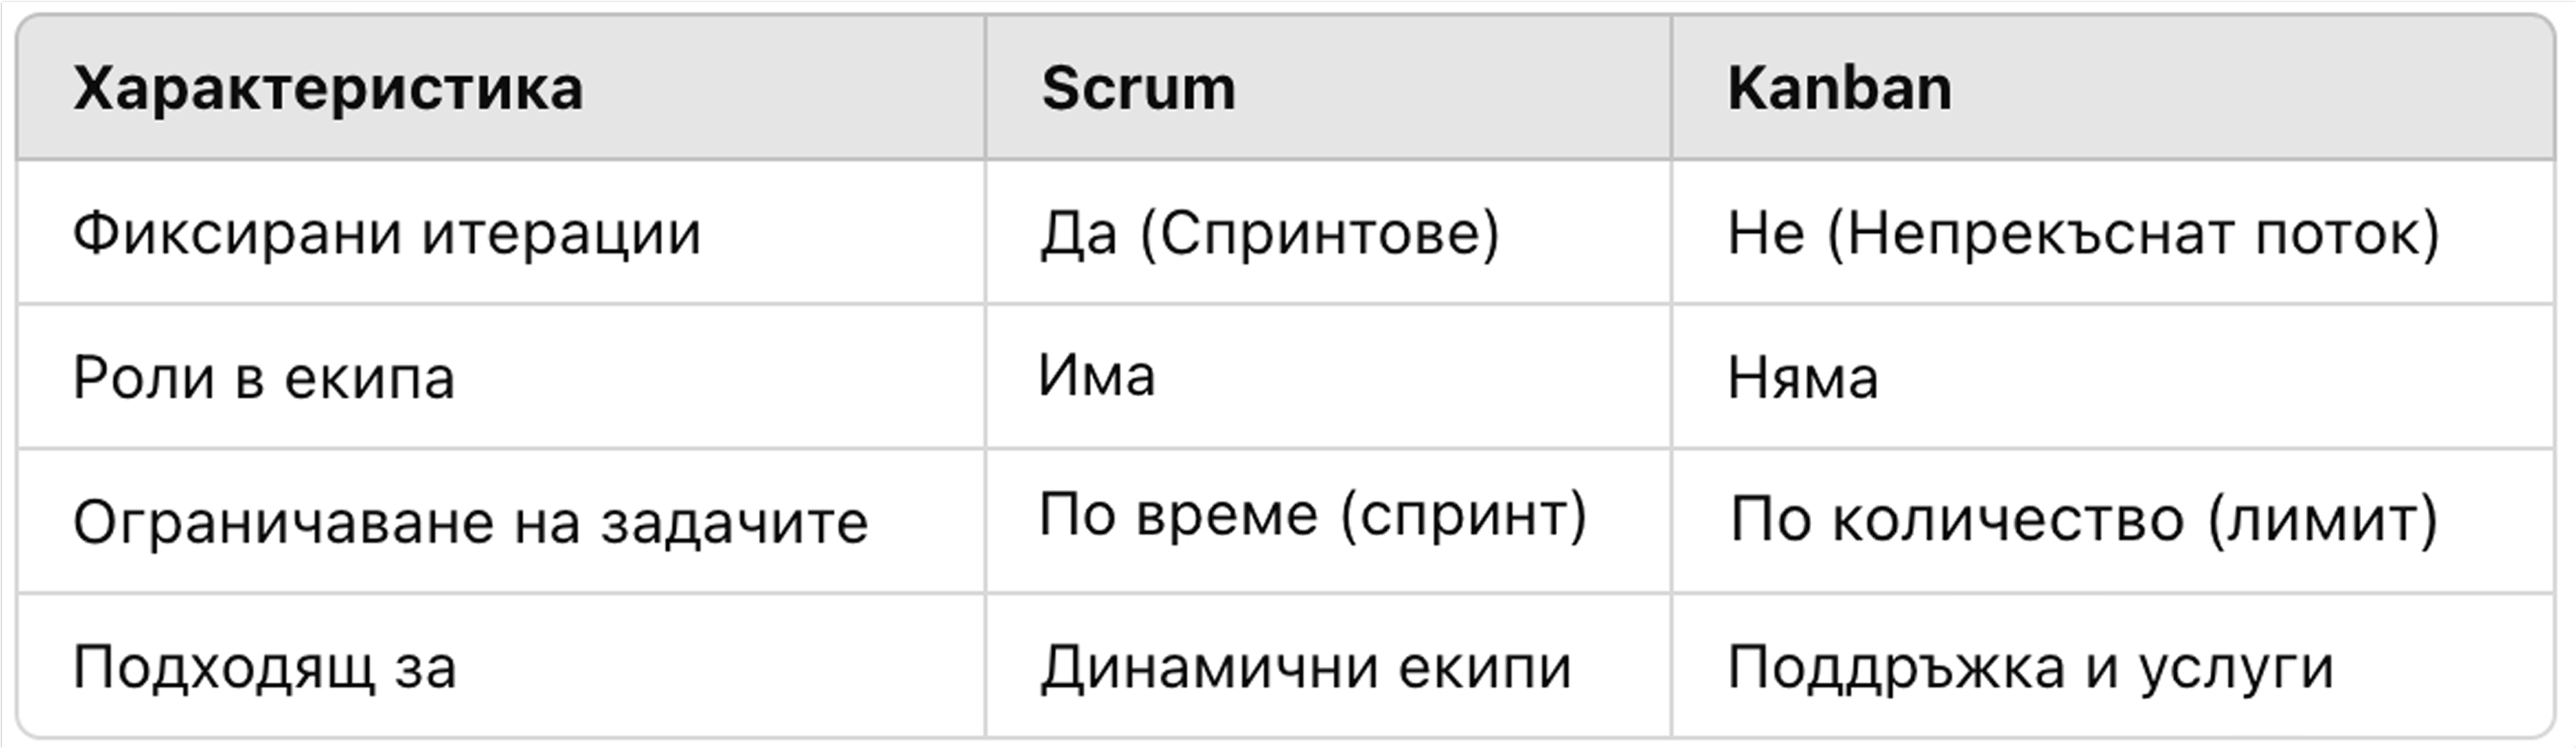 Характеристика Scrum Kanban
Фиксирани итерации Да (Спринтове) Не (Непрекъснат поток)
Роли в екипа Има Няма
Ограничаване на задачите По време (спринт) По количество (лимит)
Подходящ за Динамични екипи Поддръжка и услуги